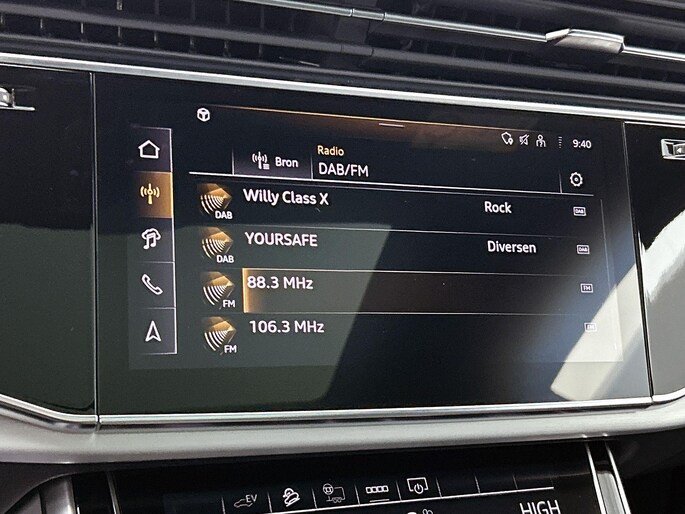 9:40
Radio
Bron
DAB/FM
Willy Class X
Rock
DAB
DAB
YOURSAFE
Diversen
DAB
DAB
88.3 MHz
FM
FM
106.3 MHz
FM
FM
EV
HIGH